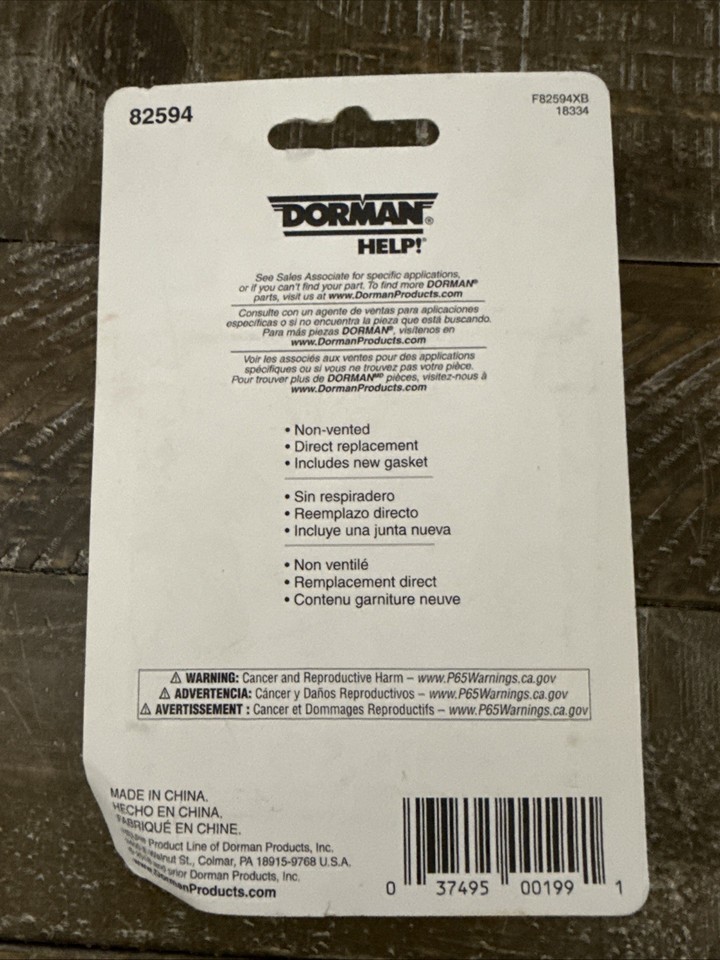 82594
F82594XB
18334
DORMAN®
HELP!®
See Sales Associate for specific applications,
or if you can't find your part. To find more DORMAN®
parts, visit us at www.DormanProducts.com
Consulte con un agente de ventas para aplicaciones
específicas o si no encuentra la pieza que está buscando.
Para más piezas DORMAN®, visítenos en
www.DormanProducts.com
Voir les associés aux ventes pour des applications
spécifiques ou si vous ne trouvez pas votre pièce.
Pour trouver plus de DORMANᴹᴰ pièces, visitez-nous à
www.DormanProducts.com
• Non-vented
• Direct replacement
• Includes new gasket
• Sin respiradero
• Reemplazo directo
• Incluye una junta nueva
• Non ventilé
• Remplacement direct
• Contenu garniture neuve
⚠ WARNING: Cancer and Reproductive Harm – www.P65Warnings.ca.gov
⚠ ADVERTENCIA: Cáncer y Daños Reproductivos – www.P65Warnings.ca.gov
⚠ AVERTISSEMENT : Cancer et Dommages Reproductifs – www.P65Warnings.ca.gov
MADE IN CHINA.
HECHO EN CHINA.
FABRIQUÉ EN CHINE.
Product Line of Dorman Products, Inc.
Walnut St., Colmar, PA 18915-9768 U.S.A.
and prior Dorman Products, Inc.
www.DormanProducts.com
0 37495 00199 1